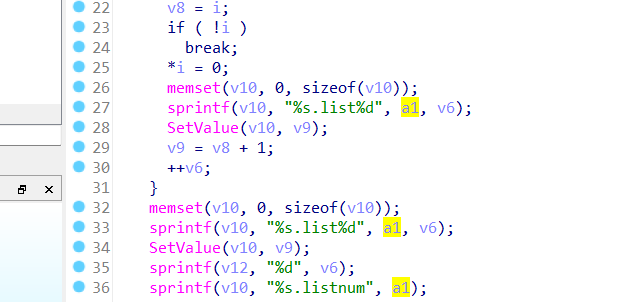 22 v8 = i;
23 if ( !i )
24 break;
25 *i = 0;
26 memset(v10, 0, sizeof(v10));
27 sprintf(v10, "%s.list%d", a1, v6);
28 SetValue(v10, v9);
29 v9 = v8 + 1;
30 ++v6;
31 }
32 memset(v10, 0, sizeof(v10));
33 sprintf(v10, "%s.list%d", a1, v6);
34 SetValue(v10, v9);
35 sprintf(v12, "%d", v6);
36 sprintf(v10, "%s.listnum", a1);